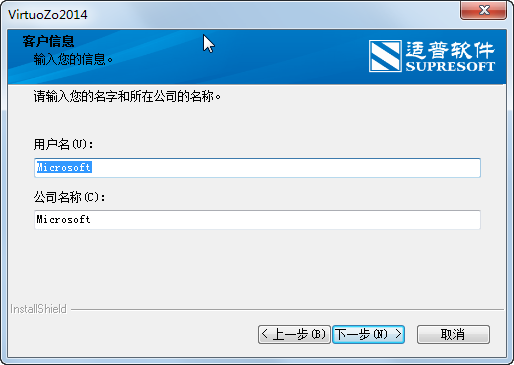 VirtuoZo2014
客户信息
输入您的信息。
适普软件
SUPRESOFT
请输入您的名字和所在公司的名称。
用户名(U):
Microsoft
公司名称(C):
Microsoft
InstallShield
< 上一步(B) 下一步(N) > 取消